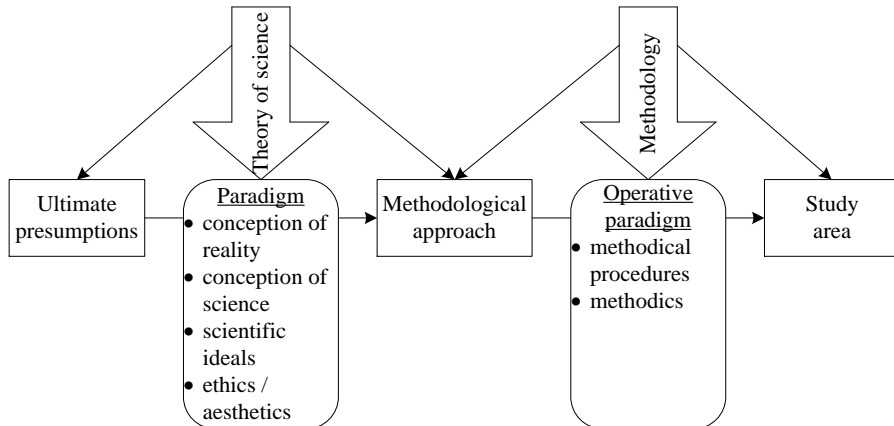 Theory of science
Methodology
Ultimate
presumptions
Paradigm
• conception of
reality
• conception of
science
• scientific
ideals
• ethics /
aesthetics
Methodological
approach
Operative
paradigm
• methodical
procedures
• methodics
Study
area